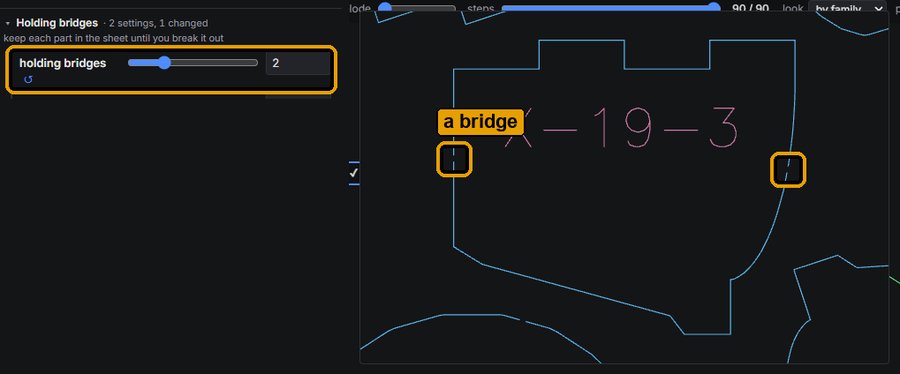 lode steps 90 / 90 look by family p
Holding bridges · 2 settings, 1 changed
keep each part in the sheet until you break it out
holding bridges 2
a bridge
X-19-3